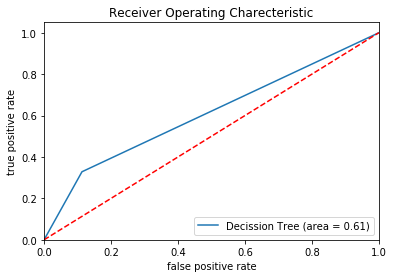 Receiver Operating Charecteristic
true positive rate
1.0
0.8
0.6
0.4
0.2
0.0
Decission Tree (area = 0.61)
0.0 0.2 0.4 0.6 0.8 1.0
false positive rate